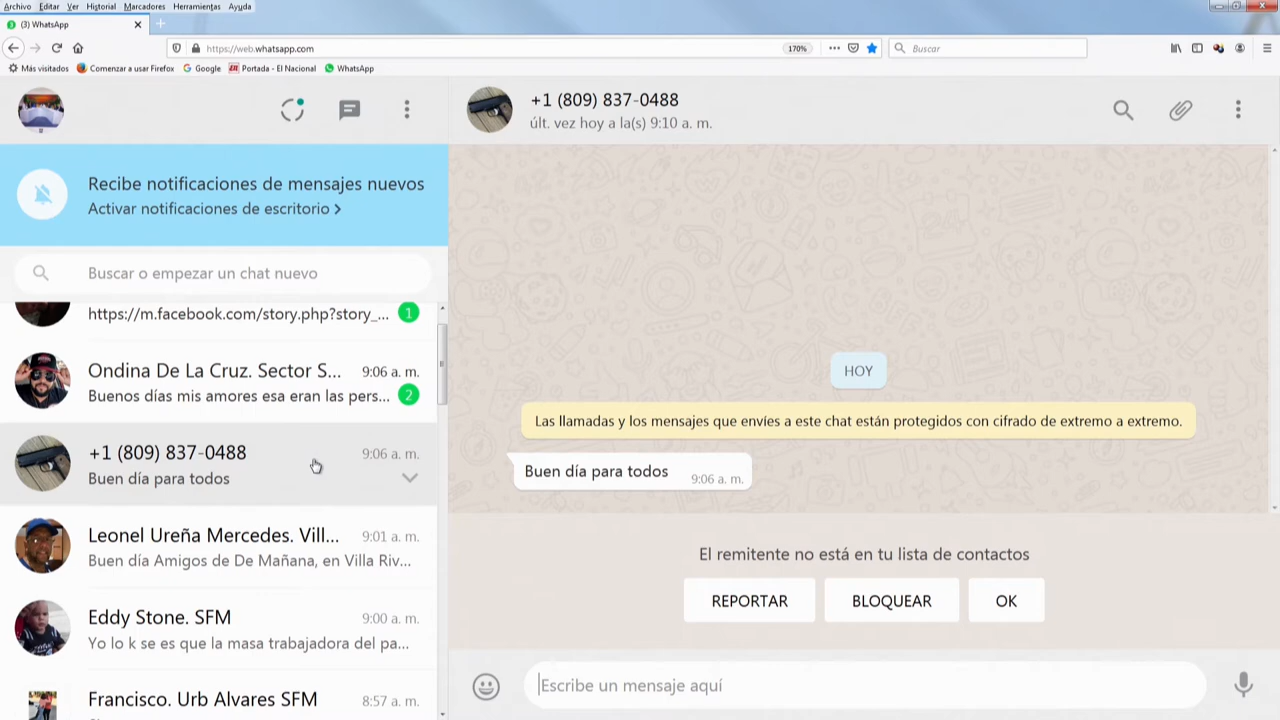 Archivo Editar Ver Historial Marcadores Herramientas Ayuda
(3) WhatsApp
https://web.whatsapp.com
170%
Buscar
Más visitados
Comenzar a usar Firefox
Google
Portada - El Nacional
WhatsApp
Recibe notificaciones de mensajes nuevos
Activar notificaciones de escritorio >
Buscar o empezar un chat nuevo
https://m.facebook.com/story.php?story_...
1
Ondina De La Cruz. Sector S...
9:06 a. m.
Buenos días mis amores esa eran las pers...
2
+1 (809) 837-0488
9:06 a. m.
Buen día para todos
Leonel Ureña Mercedes. Vill...
9:01 a. m.
Buen día Amigos de De Mañana, en Villa Riv...
Eddy Stone. SFM
9:00 a. m.
Yo lo k se es que la masa trabajadora del pa...
Francisco. Urb Alvares SFM
8:57 a. m.
+1 (809) 837-0488
últ. vez hoy a la(s) 9:10 a. m.
HOY
Las llamadas y los mensajes que envíes a este chat están protegidos con cifrado de extremo a extremo.
Buen día para todos
9:06 a. m.
El remitente no está en tu lista de contactos
REPORTAR
BLOQUEAR
OK
Escribe un mensaje aquí